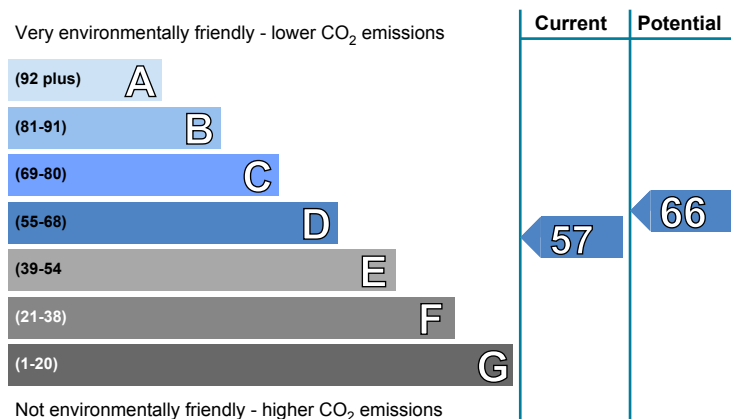 Very environmentally friendly - lower CO2 emissions
Current
Potential
(92 plus) A
(81-91) B
(69-80) C
(55-68) D
(39-54 E
(21-38) F
(1-20) G
57
66
Not environmentally friendly - higher CO2 emissions